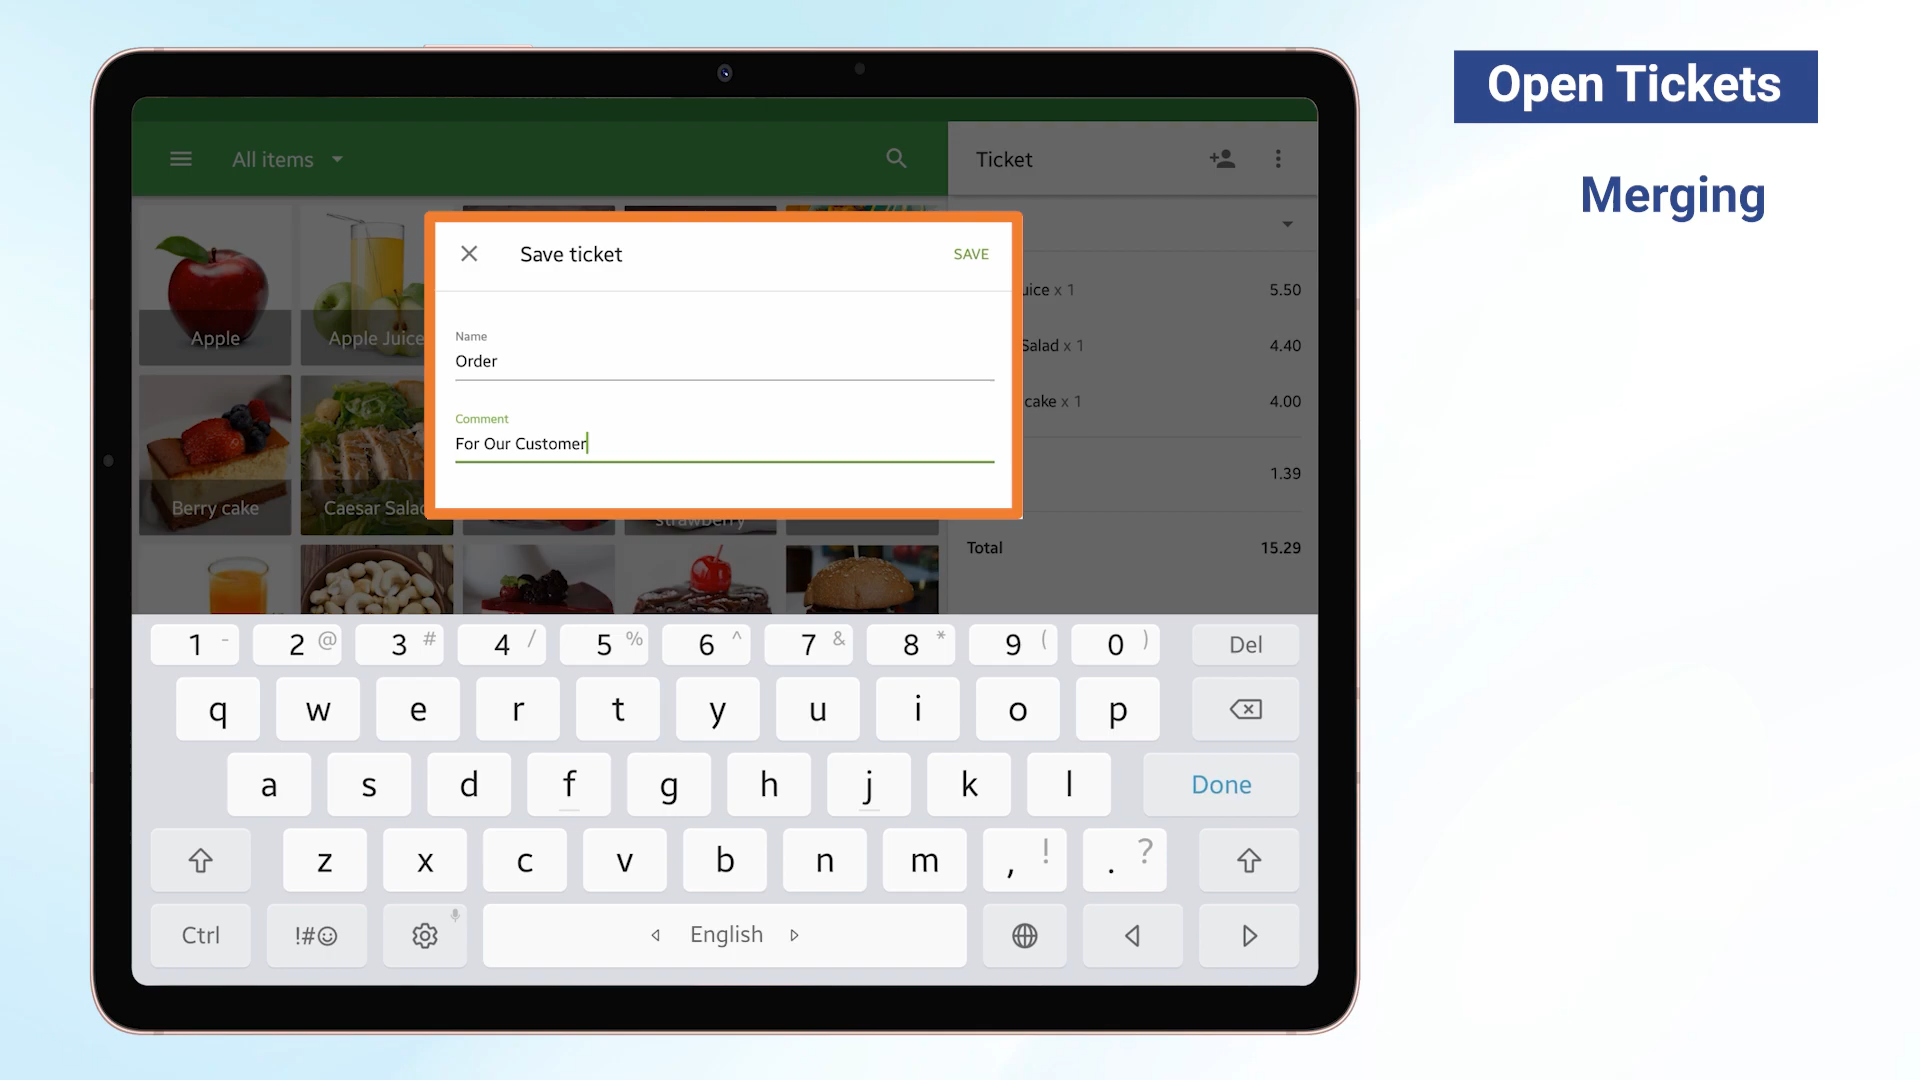 Open Tickets
Merging
All items
Ticket
Save ticket
SAVE
Name
Order
Comment
For Our Customer
Apple
Apple Juice
Berry cake
Caesar Salad
strawberry
uice x 1 5.50
Salad x 1 4.40
cake x 1 4.00
1.39
Total 15.29
1 - 2 @ 3 # 4 / 5 % 6 ^ 7 & 8 * 9 ( 0 ) Del
q w e r t y u i o p
a s d f g h j k l Done
z x c v b n m , ! . ?
Ctrl !#☺ English